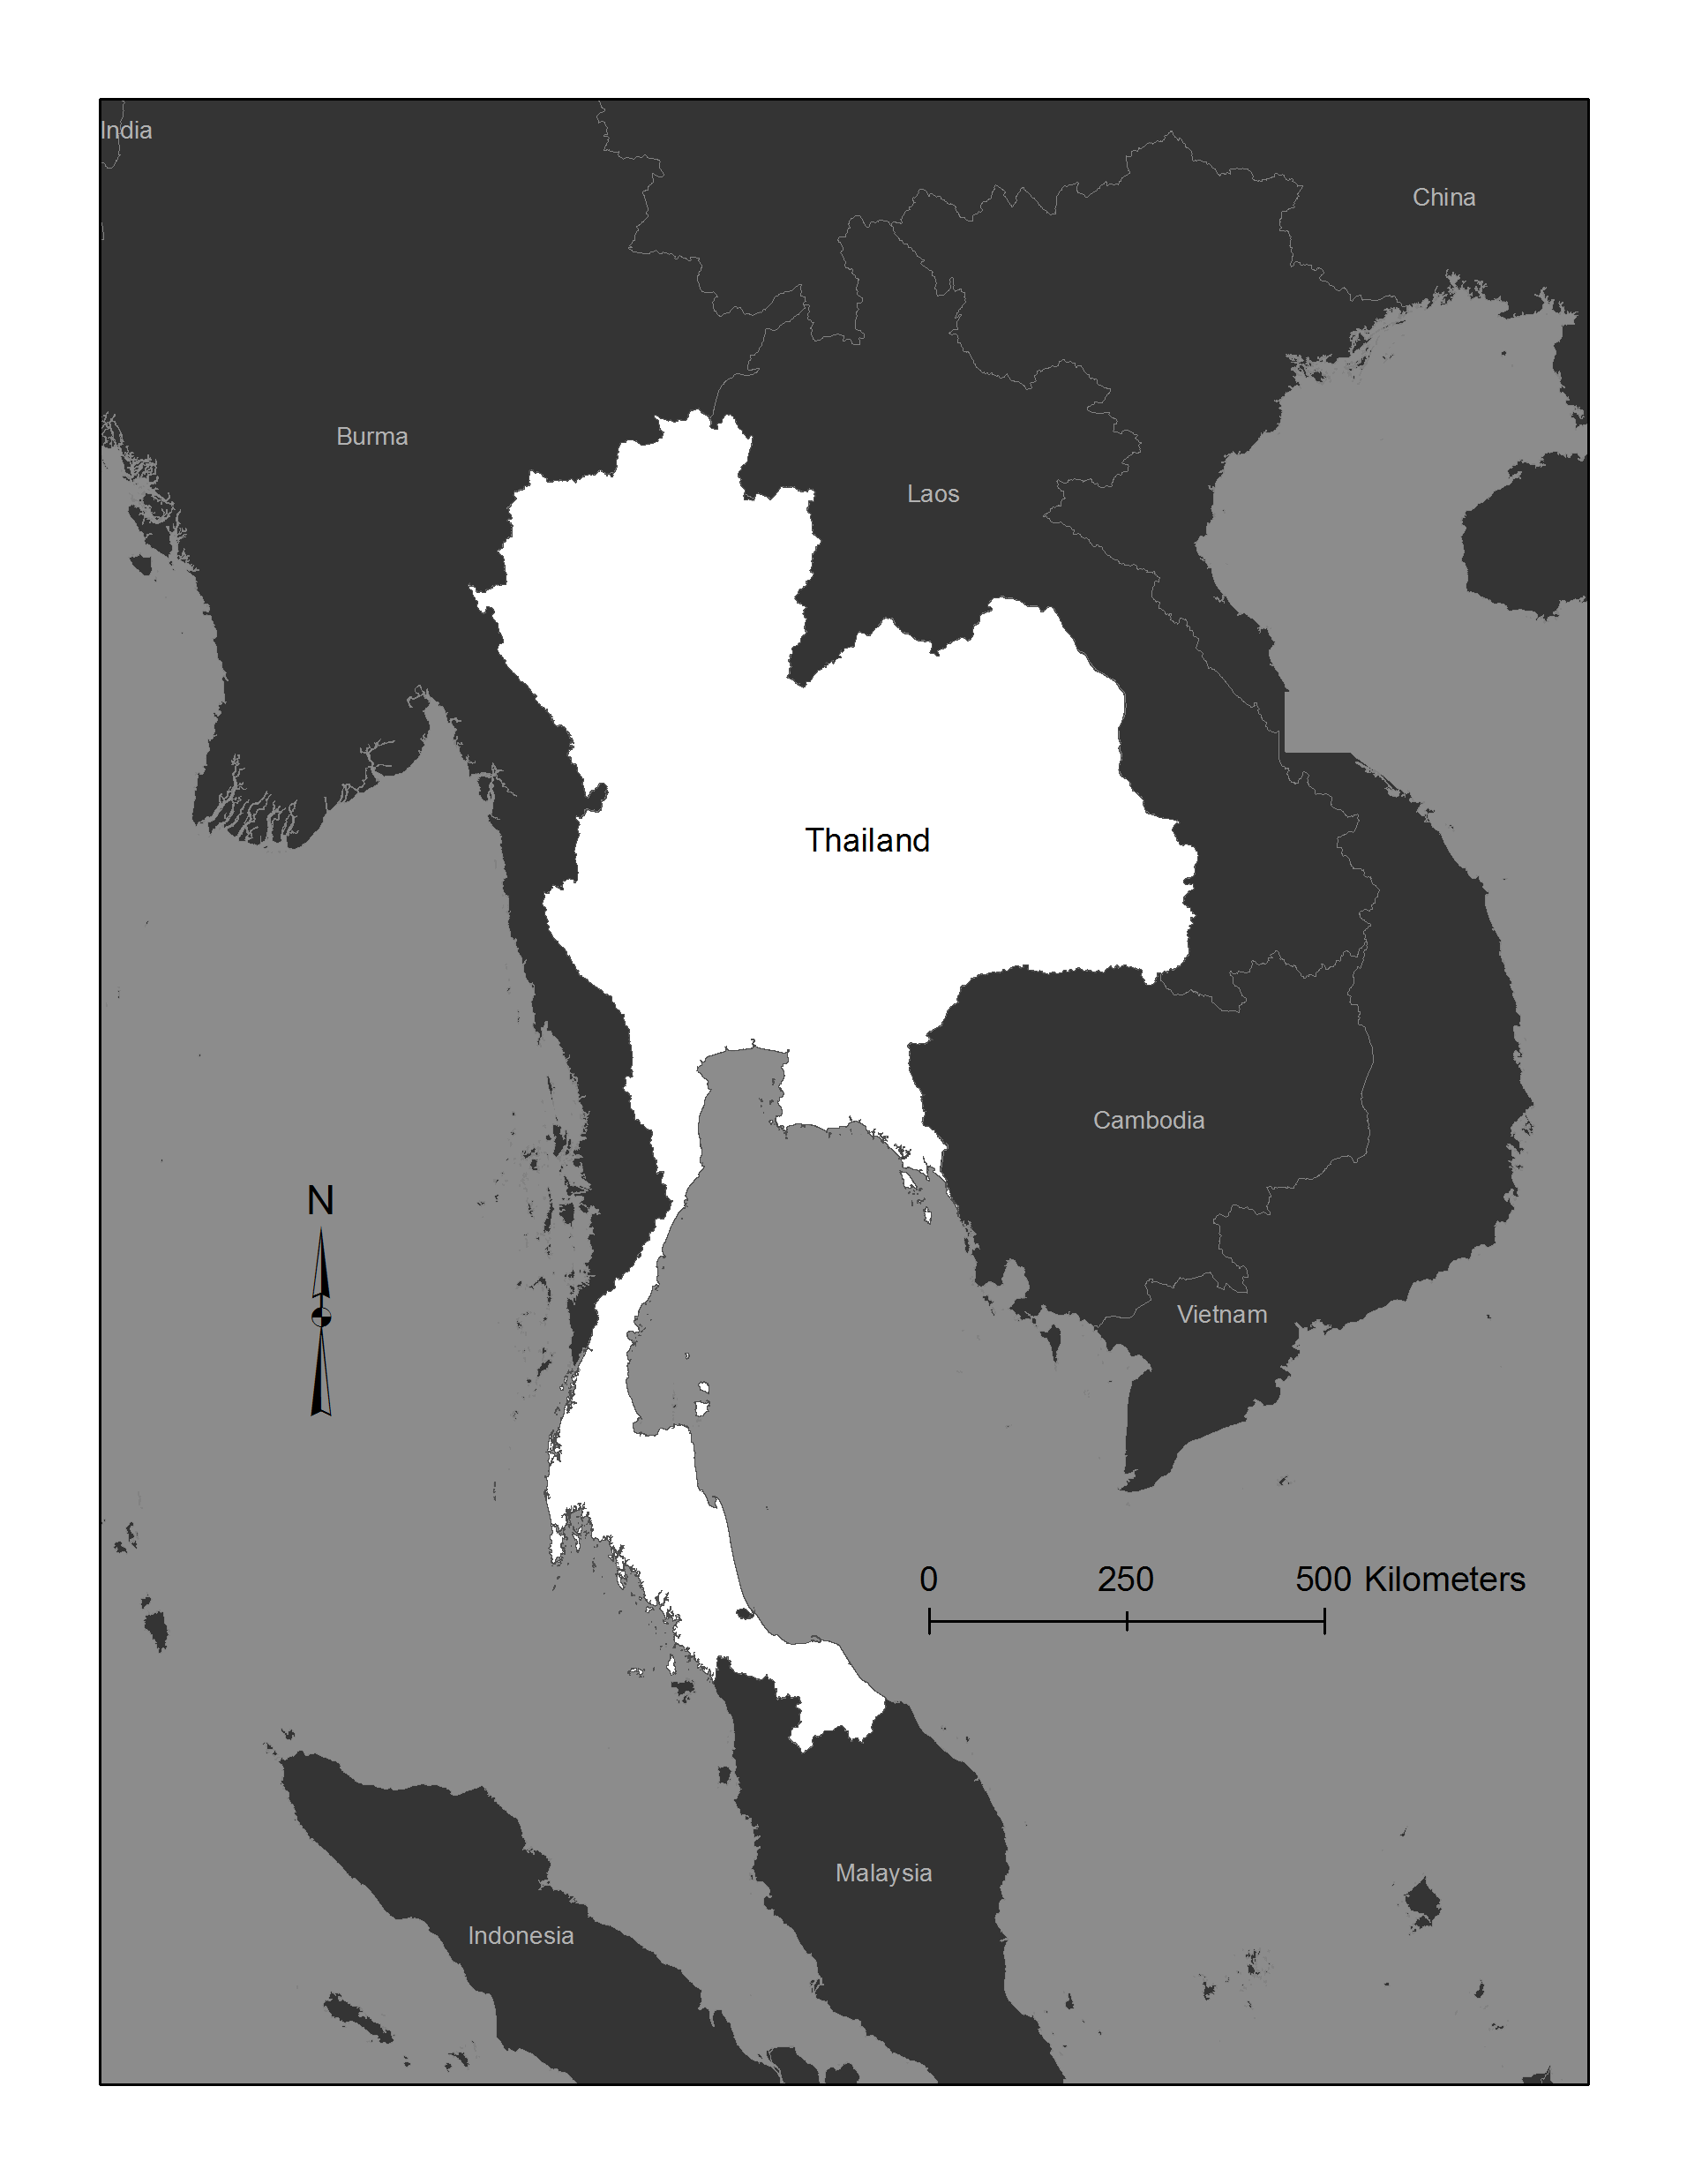 India
China
Burma
Laos
Thailand
Cambodia
N
Vietnam
0 250 500 Kilometers
Malaysia
Indonesia